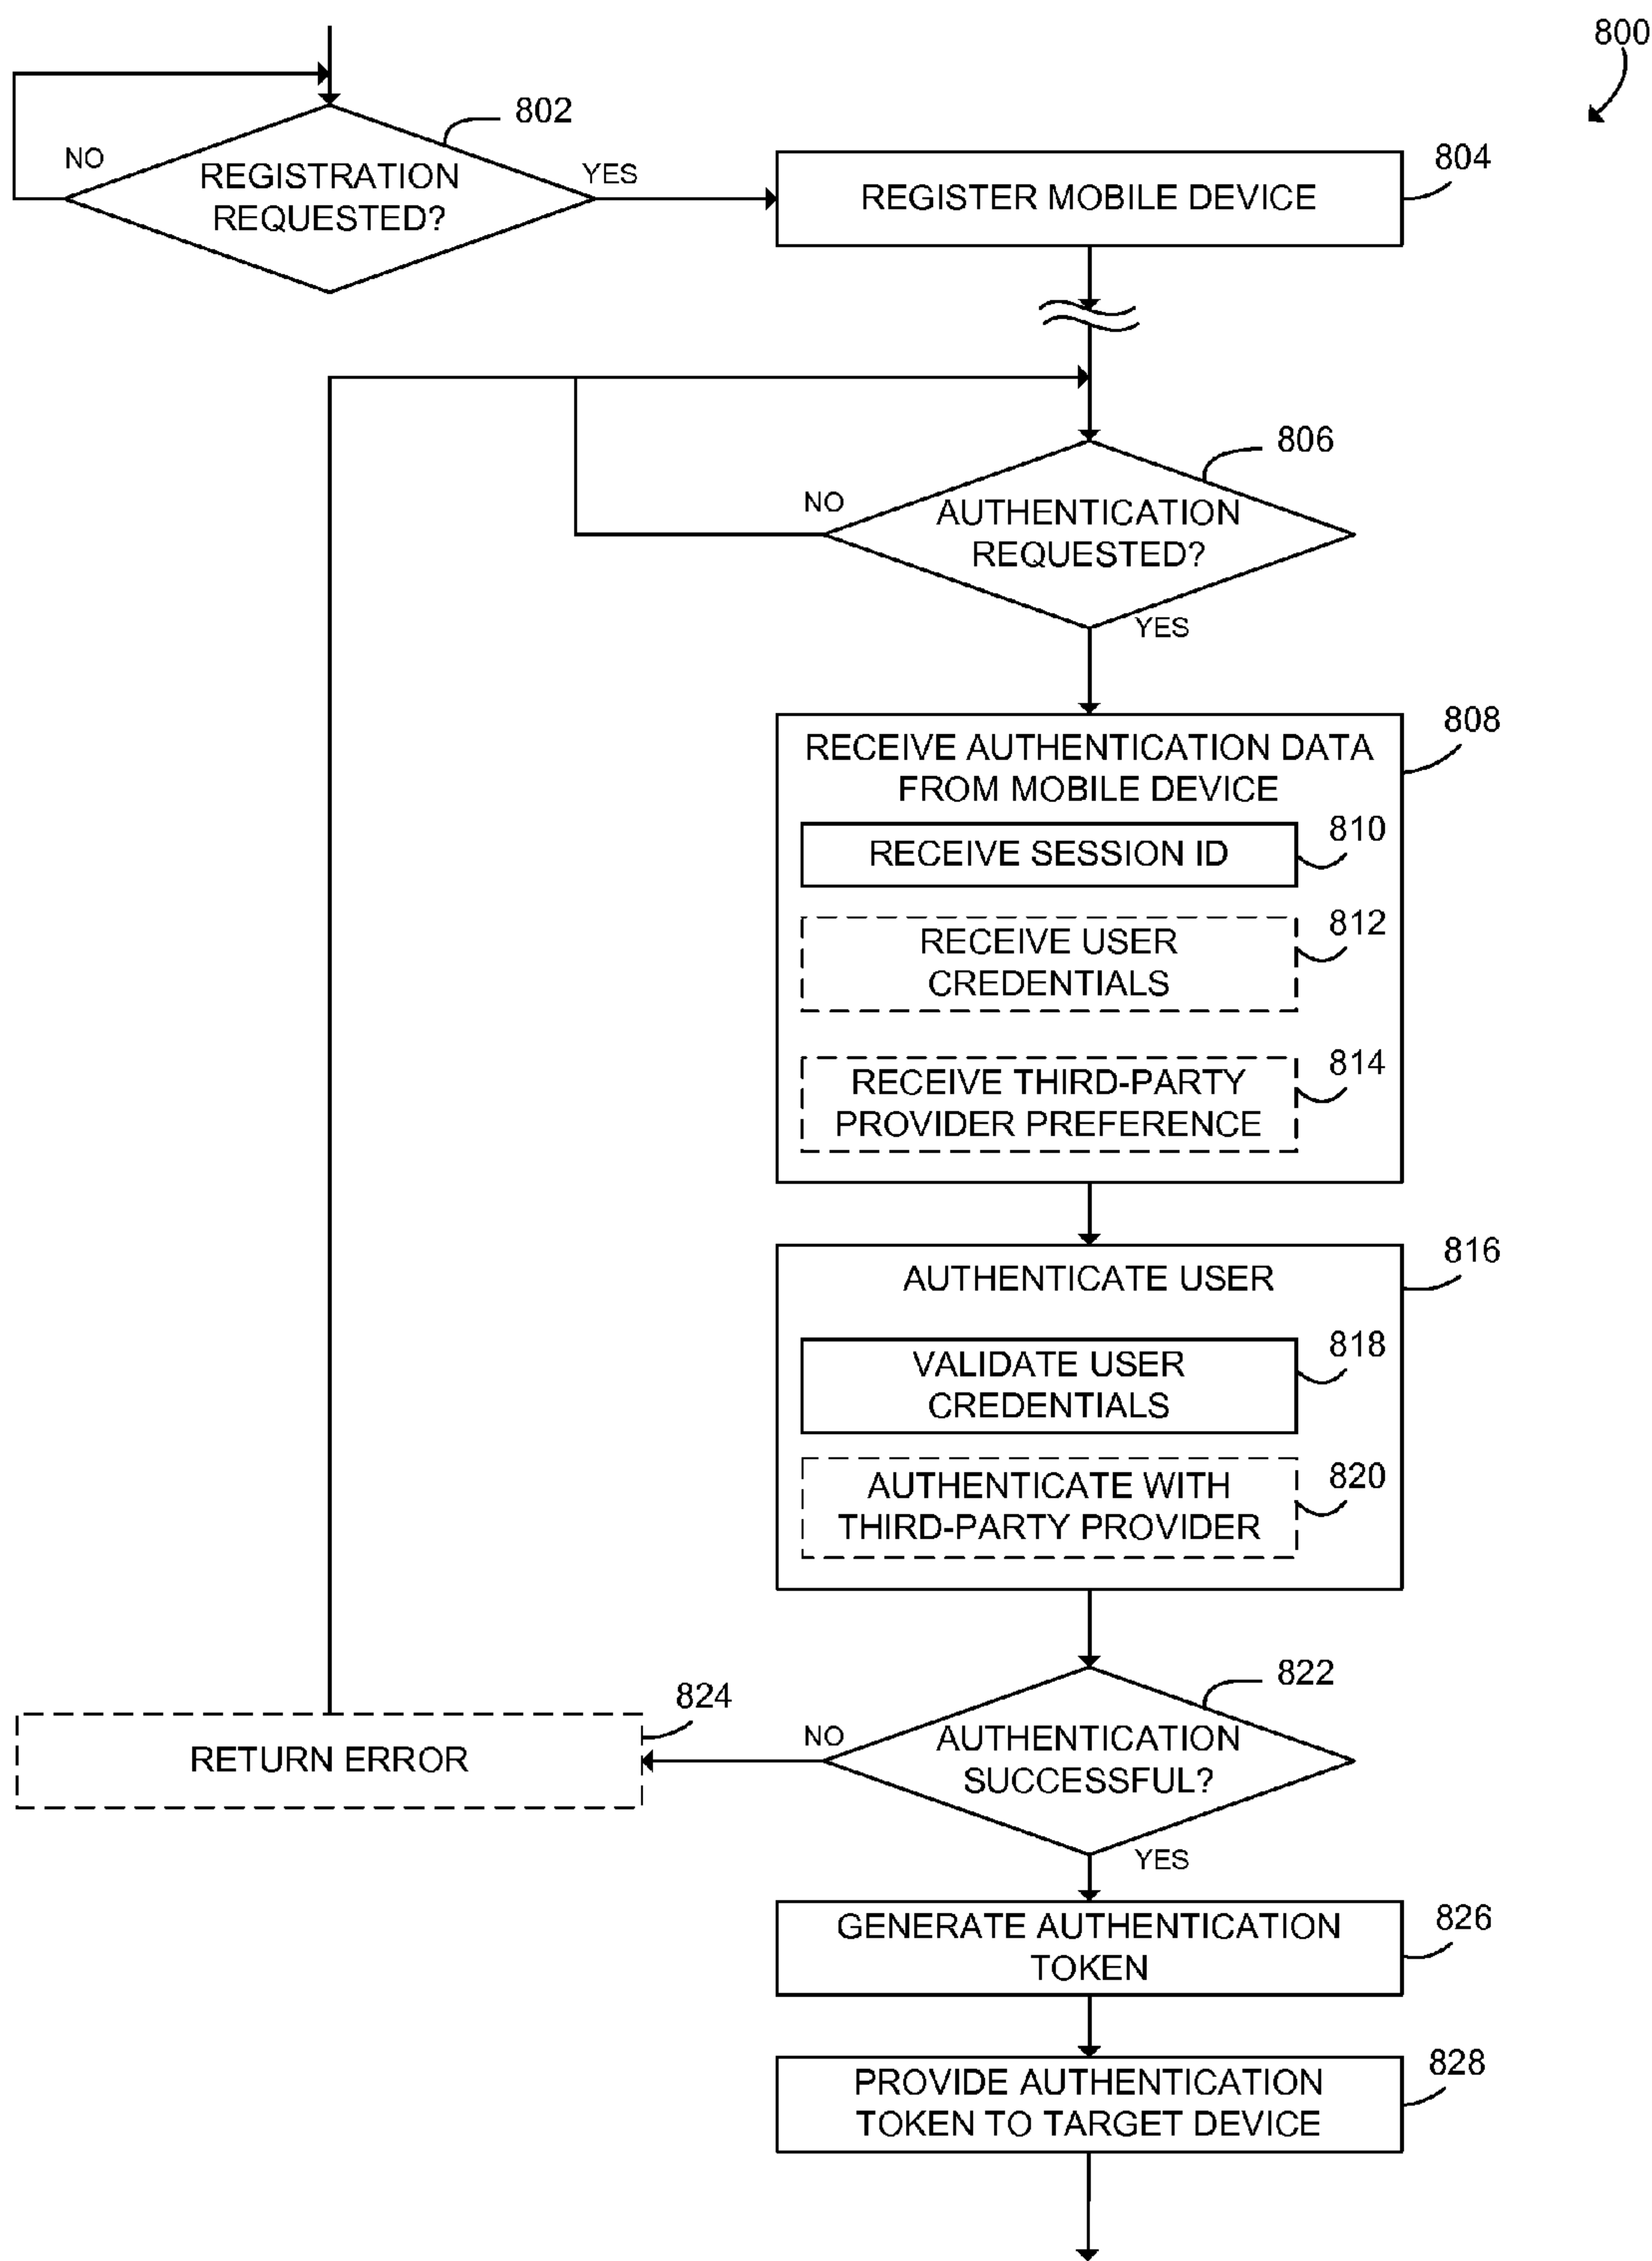 800
802
NO
REGISTRATION
REQUESTED?
YES
804
REGISTER MOBILE DEVICE
806
NO
AUTHENTICATION
REQUESTED?
YES
808
RECEIVE AUTHENTICATION DATA
FROM MOBILE DEVICE
810
RECEIVE SESSION ID
812
RECEIVE USER
CREDENTIALS
814
RECEIVE THIRD-PARTY
PROVIDER PREFERENCE
816
AUTHENTICATE USER
818
VALIDATE USER
CREDENTIALS
820
AUTHENTICATE WITH
THIRD-PARTY PROVIDER
822
AUTHENTICATION
SUCCESSFUL?
NO
824
RETURN ERROR
YES
826
GENERATE AUTHENTICATION
TOKEN
828
PROVIDE AUTHENTICATION
TOKEN TO TARGET DEVICE